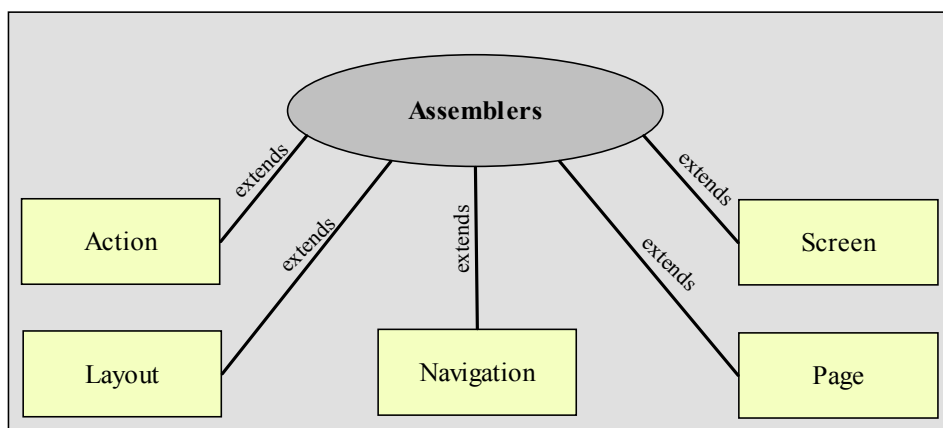 Assemblers
extends
extends
extends
extends
extends
Action
Screen
Layout
Navigation
Page